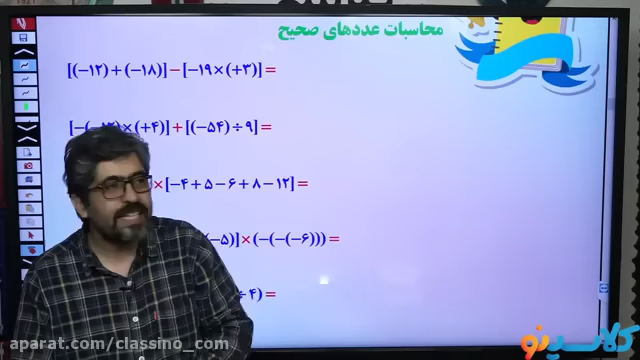 محاسبات عددهای صحیح
[(−۱۲)+(−۱۸)]−[−۱۹×(+۳)]=
×(+۴)]+[(−۵۴)÷۹]=
×[−۴+۵−۶+۸−۱۲]=
(−۵)]×(−(−(−۶)))=
÷۴)=
aparat.com/classino_com
کلاسینو